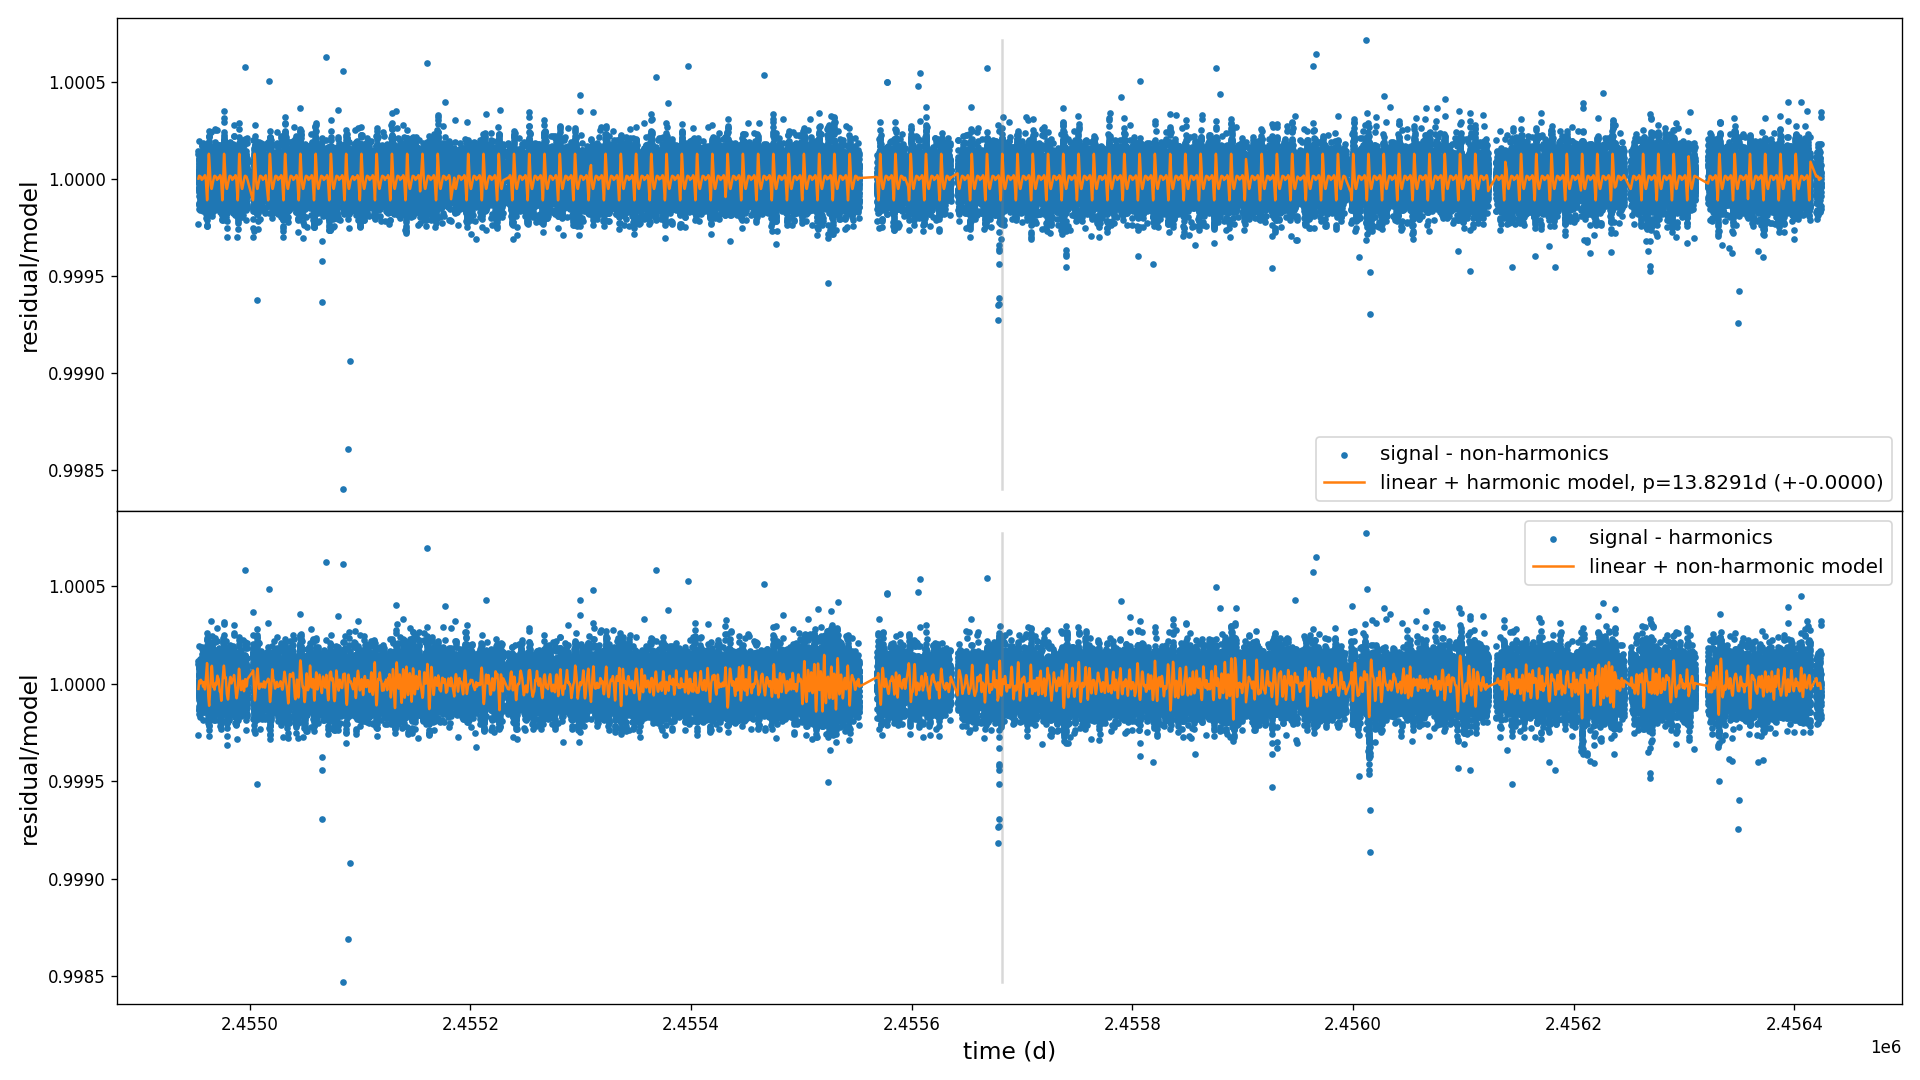 1.0005
1.0000
0.9995
0.9990
0.9985
residual/model
signal - non-harmonics
linear + harmonic model, p=13.8291d (+-0.0000)
signal - harmonics
linear + non-harmonic model
1.0005
1.0000
0.9995
0.9990
0.9985
residual/model
2.4550
2.4552
2.4554
2.4556
2.4558
2.4560
2.4562
2.4564
1e6
time (d)